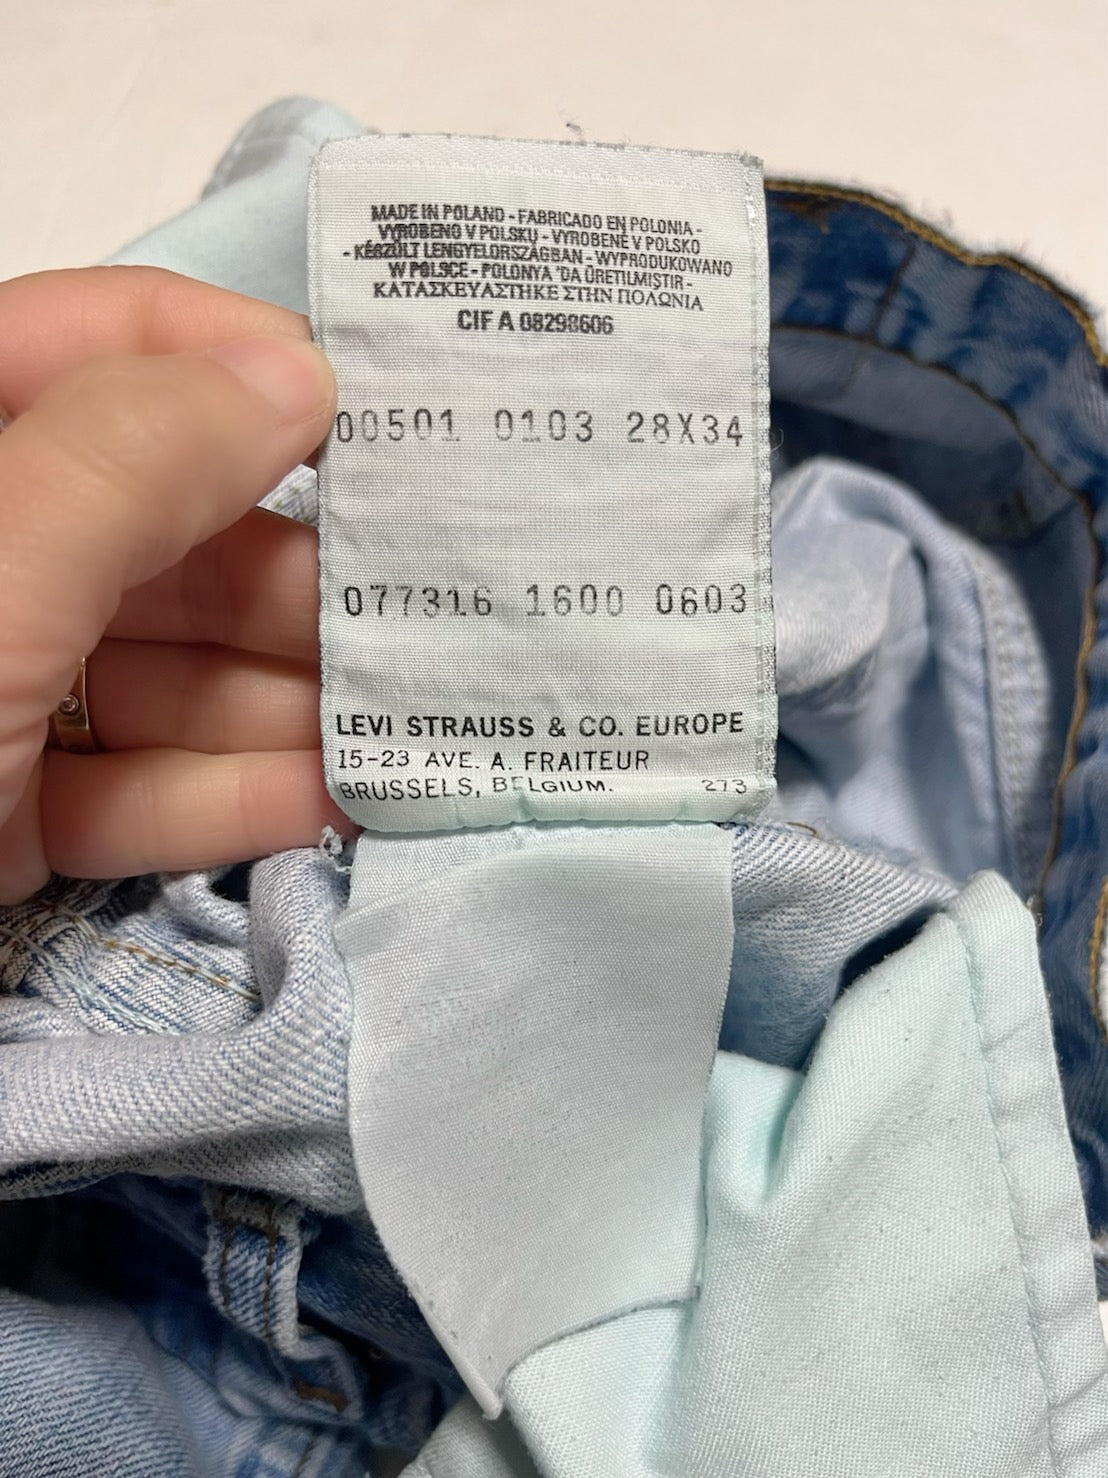 MADE IN POLAND - FABRICADO EN POLONIA -
VYROBENO V POLSKU - VYROBENÉ V POLSKO
- KÉSZÜLT LENGYELORSZÁGBAN - WYPRODUKOWANO
W POLSCE - POLONYA 'DA ÜRETILMIŞTIR -
ΚΑΤΑΣΚΕΥΑΣΤΗΚΕ ΣΤΗΝ ΠΟΛΩΝΙΑ
CIF A 08298606
00501 0103 28X34
077316 1600 0603
LEVI STRAUSS & CO. EUROPE
15-23 AVE. A. FRAITEUR
BRUSSELS, BELGIUM. 273